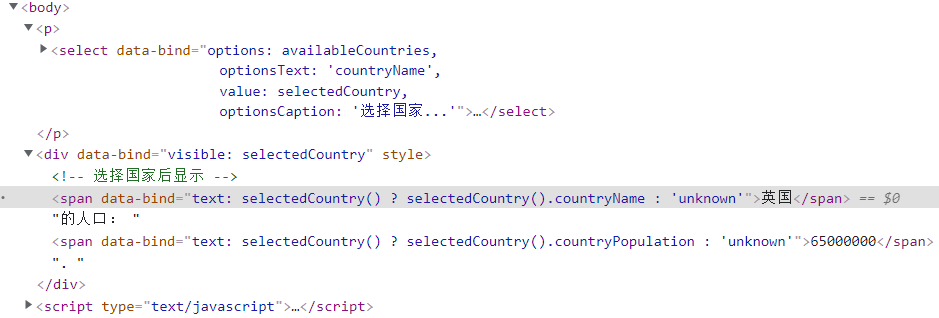 <body>
<p>
<select data-bind="options: availableCountries,
optionsText: 'countryName',
value: selectedCountry,
optionsCaption: '选择国家...'">…</select>
</p>
<div data-bind="visible: selectedCountry" style>
<!-- 选择国家后显示 -->
<span data-bind="text: selectedCountry() ? selectedCountry().countryName : 'unknown'">英国</span> == $0
"的人口： "
<span data-bind="text: selectedCountry() ? selectedCountry().countryPopulation : 'unknown'">65000000</span>
". "
</div>
<script type="text/javascript">…</script>